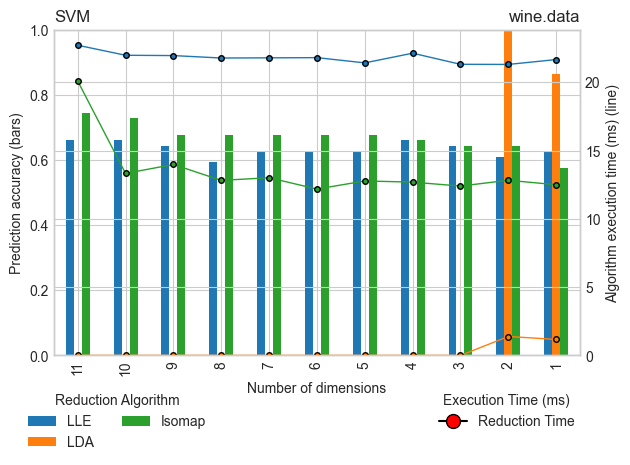 SVM
wine.data
1.0
0.8
0.6
0.4
0.2
0.0
Prediction accuracy (bars)
20
15
10
5
0
Algorithm execution time (ms) (line)
11 10 9 8 7 6 5 4 3 2 1
Number of dimensions
Reduction Algorithm
LLE
LDA
Isomap
Execution Time (ms)
Reduction Time